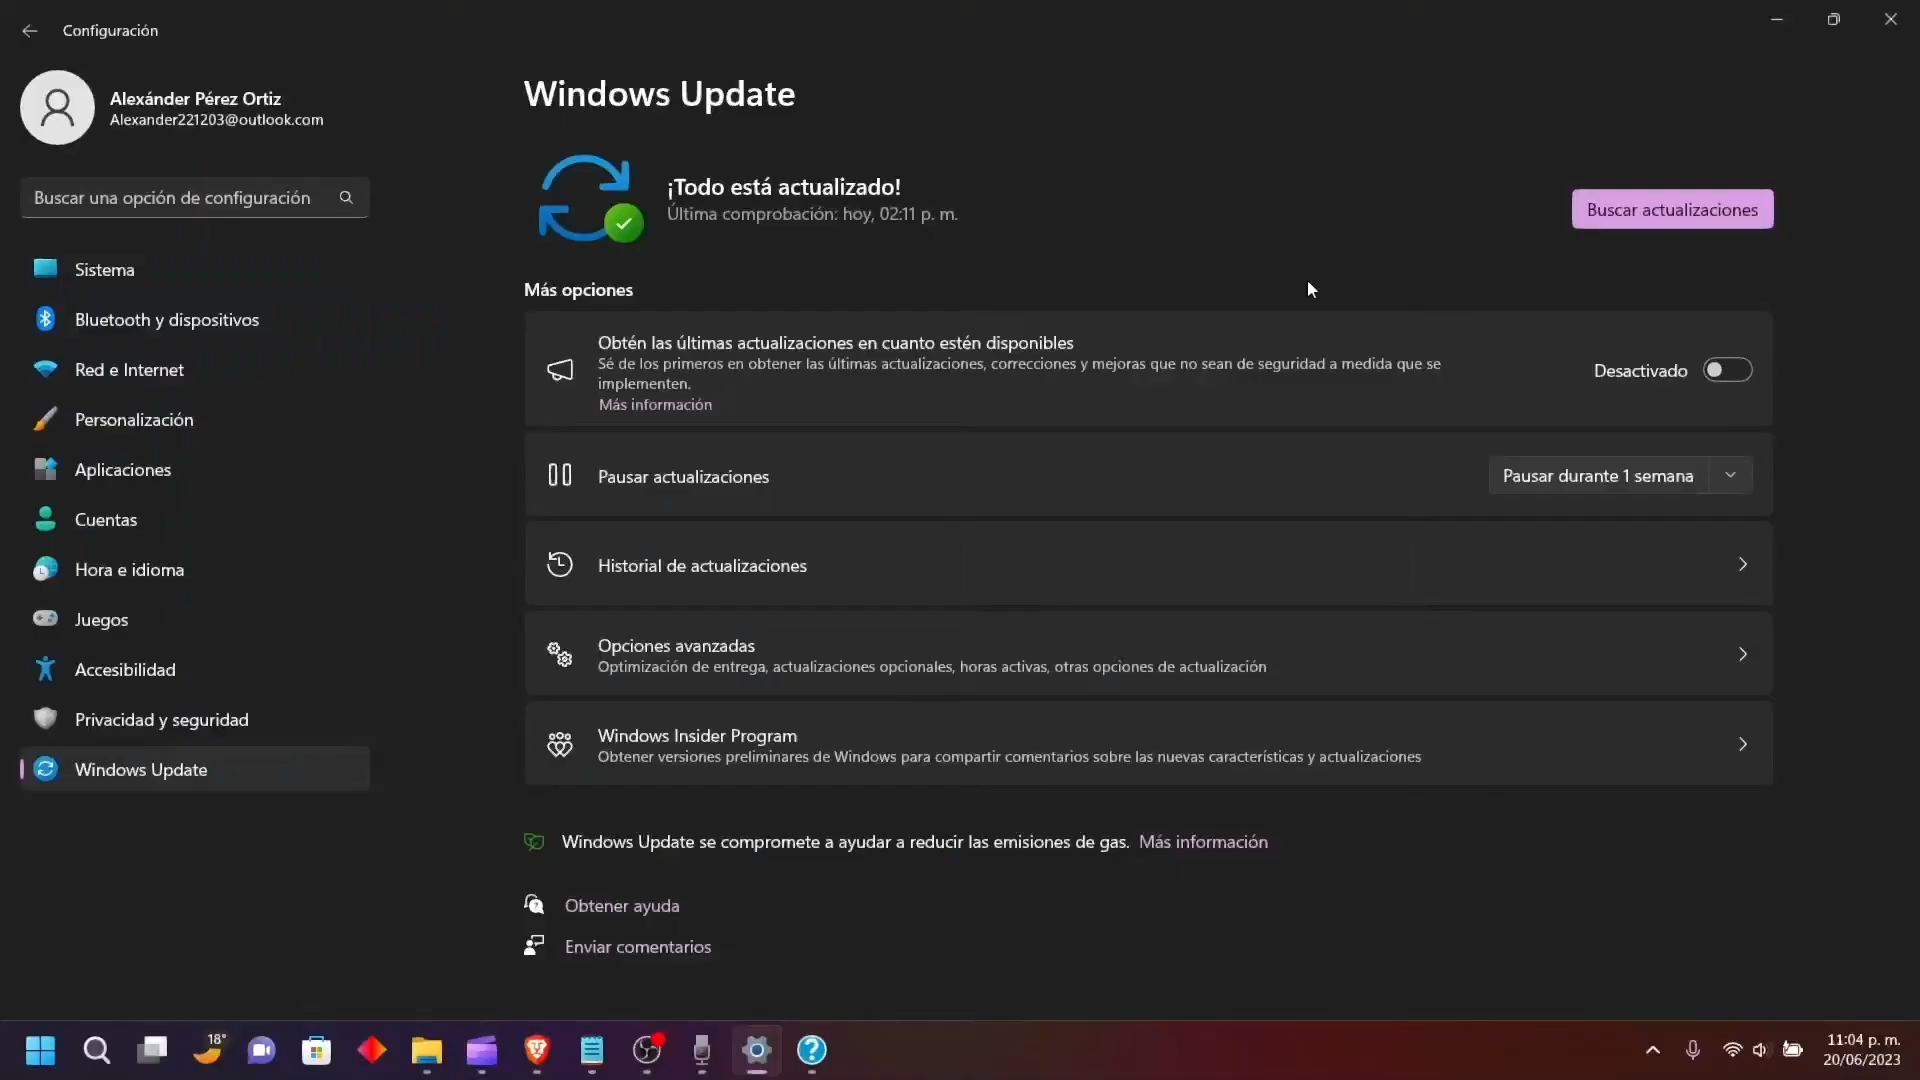 Configuración
Alexánder Pérez Ortiz
Alexander221203@outlook.com
Buscar una opción de configuración
Sistema
Bluetooth y dispositivos
Red e Internet
Personalización
Aplicaciones
Cuentas
Hora e idioma
Juegos
Accesibilidad
Privacidad y seguridad
Windows Update
Windows Update
¡Todo está actualizado!
Última comprobación: hoy, 02:11 p. m.
Buscar actualizaciones
Más opciones
Obtén las últimas actualizaciones en cuanto estén disponibles
Sé de los primeros en obtener las últimas actualizaciones, correcciones y mejoras que no sean de seguridad a medida que se
implementen.
Más información
Desactivado
Pausar actualizaciones
Pausar durante 1 semana
Historial de actualizaciones
Opciones avanzadas
Optimización de entrega, actualizaciones opcionales, horas activas, otras opciones de actualización
Windows Insider Program
Obtener versiones preliminares de Windows para compartir comentarios sobre las nuevas características y actualizaciones
Windows Update se compromete a ayudar a reducir las emisiones de gas. Más información
Obtener ayuda
Enviar comentarios
18°
11:04 p. m.
20/06/2023